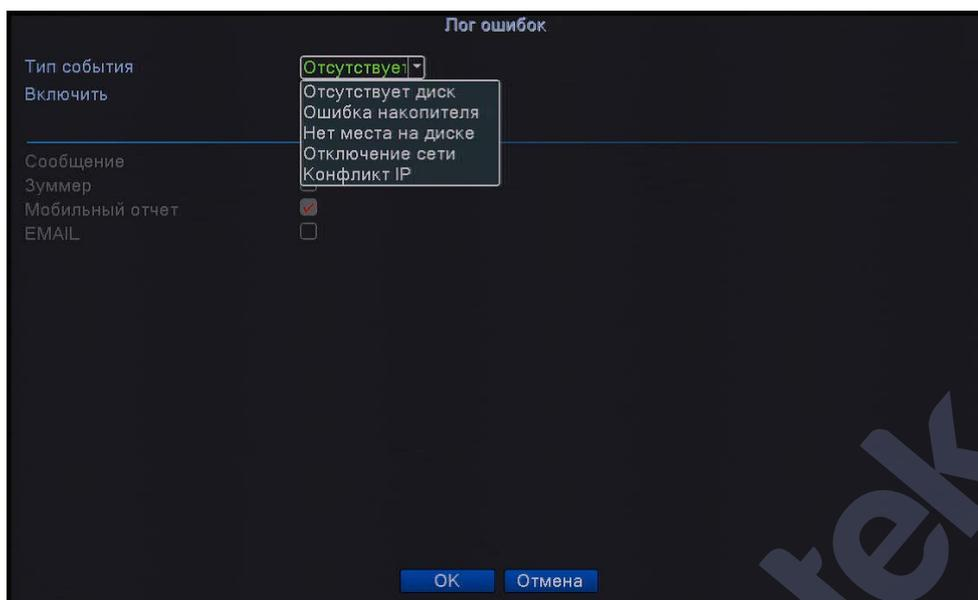 Лог ошибок
Тип события Отсутствует
Включить
Отсутствует диск
Ошибка накопителя
Нет места на диске
Отключение сети
Конфликт IP
Сообщение
Зуммер
Мобильный отчет
EMAIL
OK Отмена
tek